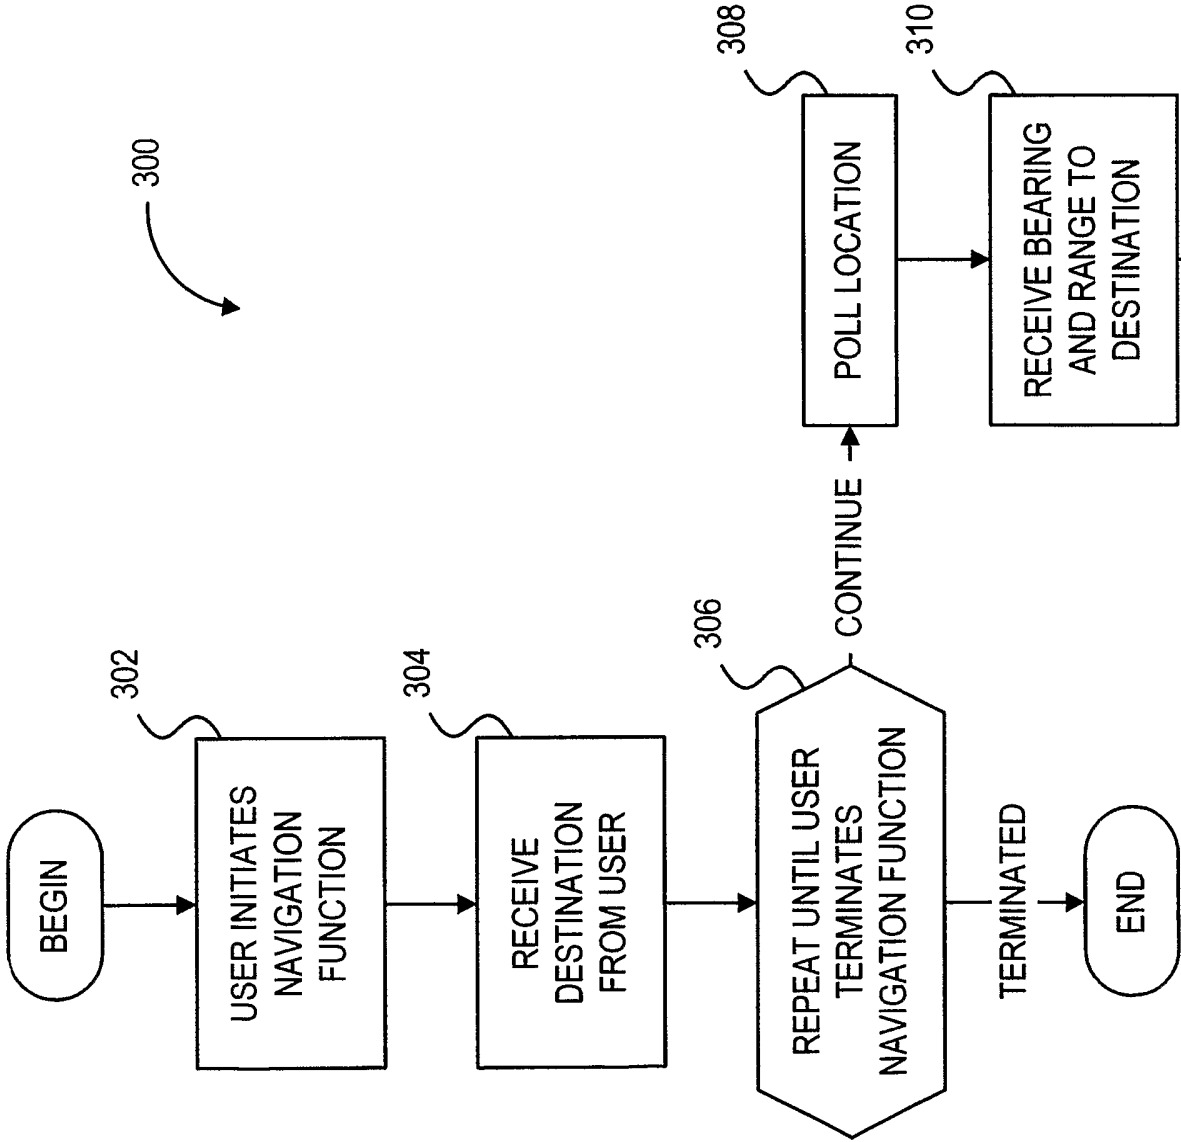 300
BEGIN
302
USER INITIATES
NAVIGATION
FUNCTION
304
RECEIVE
DESTINATION
FROM USER
306
REPEAT UNTIL USER
TERMINATES
NAVIGATION FUNCTION
CONTINUE
308
POLL LOCATION
310
RECEIVE BEARING
AND RANGE TO
DESTINATION
TERMINATED
END